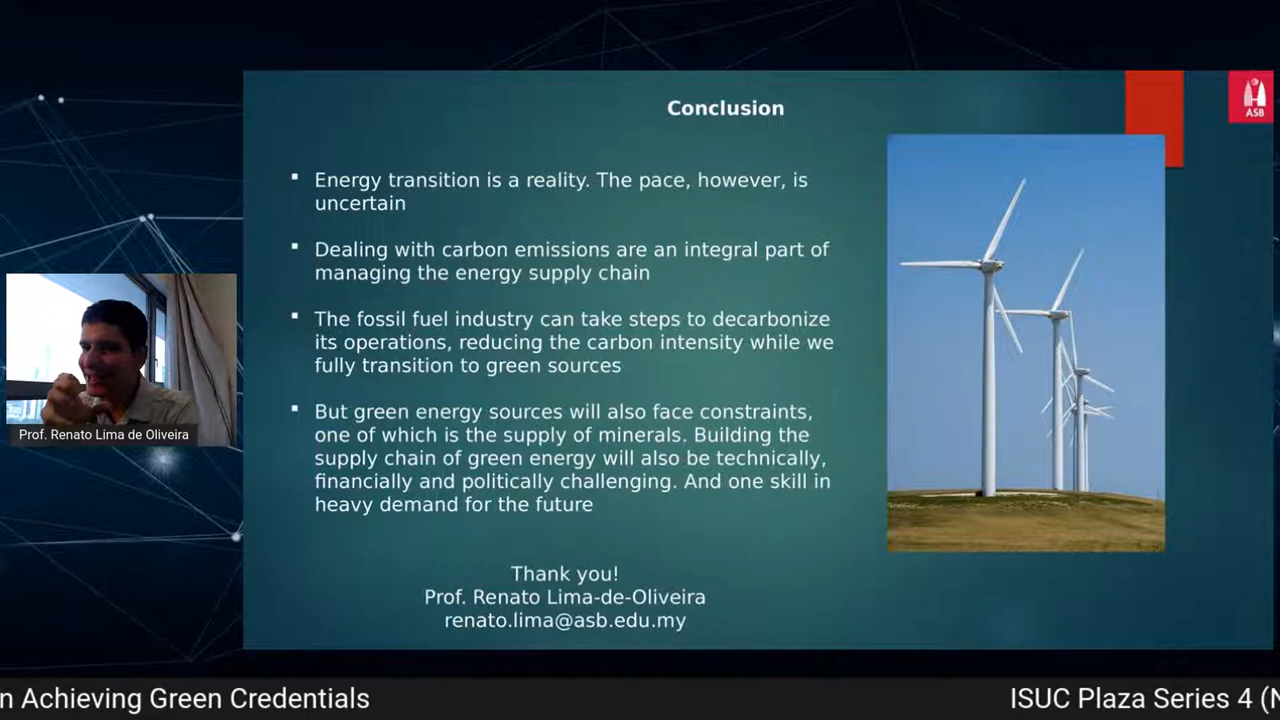 Conclusion
ASB
Energy transition is a reality. The pace, however, is
uncertain
Dealing with carbon emissions are an integral part of
managing the energy supply chain
The fossil fuel industry can take steps to decarbonize
its operations, reducing the carbon intensity while we
fully transition to green sources
But green energy sources will also face constraints,
one of which is the supply of minerals. Building the
supply chain of green energy will also be technically,
financially and politically challenging. And one skill in
heavy demand for the future
Prof. Renato Lima de Oliveira
Thank you!
Prof. Renato Lima-de-Oliveira
renato.lima@asb.edu.my
n Achieving Green Credentials
ISUC Plaza Series 4 (N